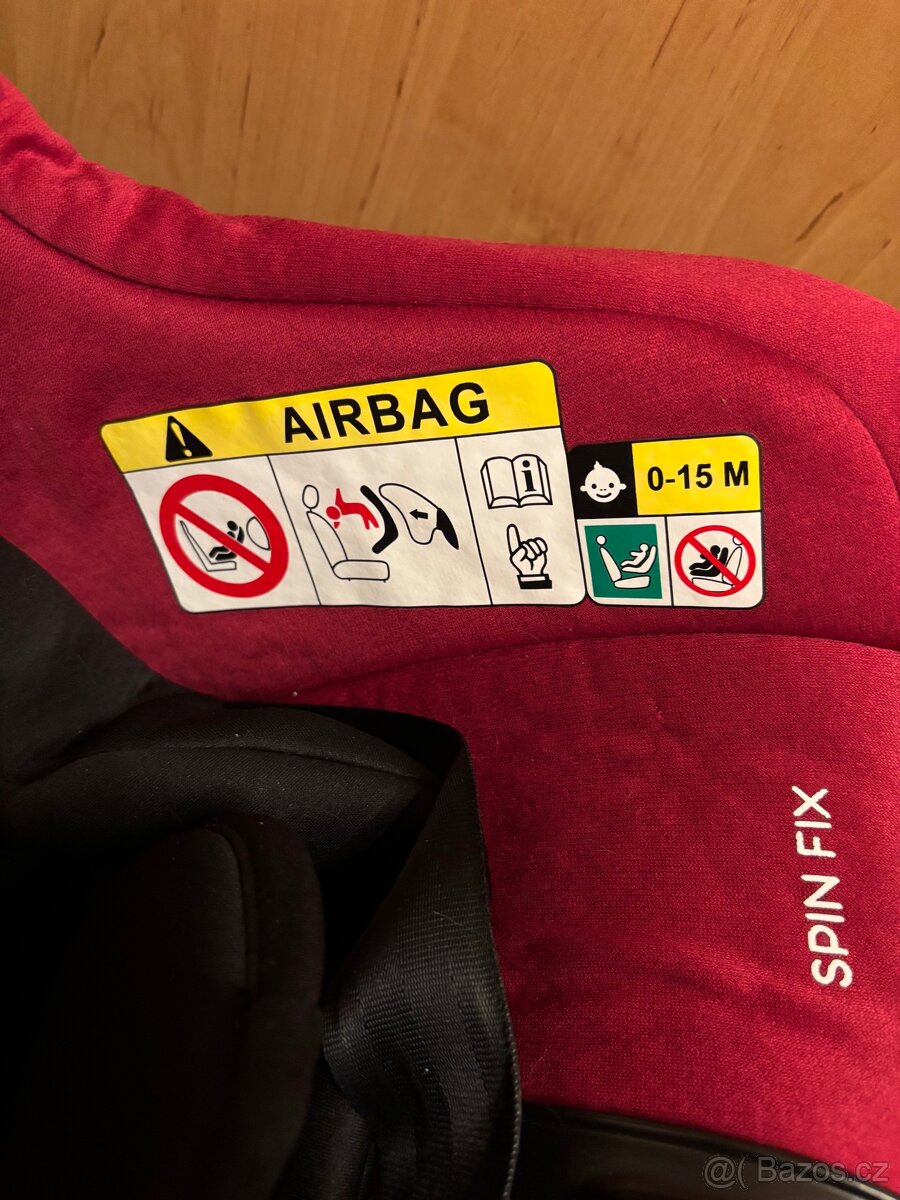 AIRBAG
i
0-15 M
SPIN FIX
@( Bazos.cz